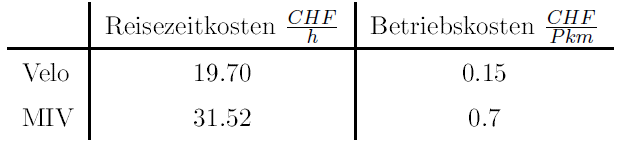 Reisezeitkosten CHF/h Betriebskosten CHF/Pkm
Velo 19.70 0.15
MIV 31.52 0.7